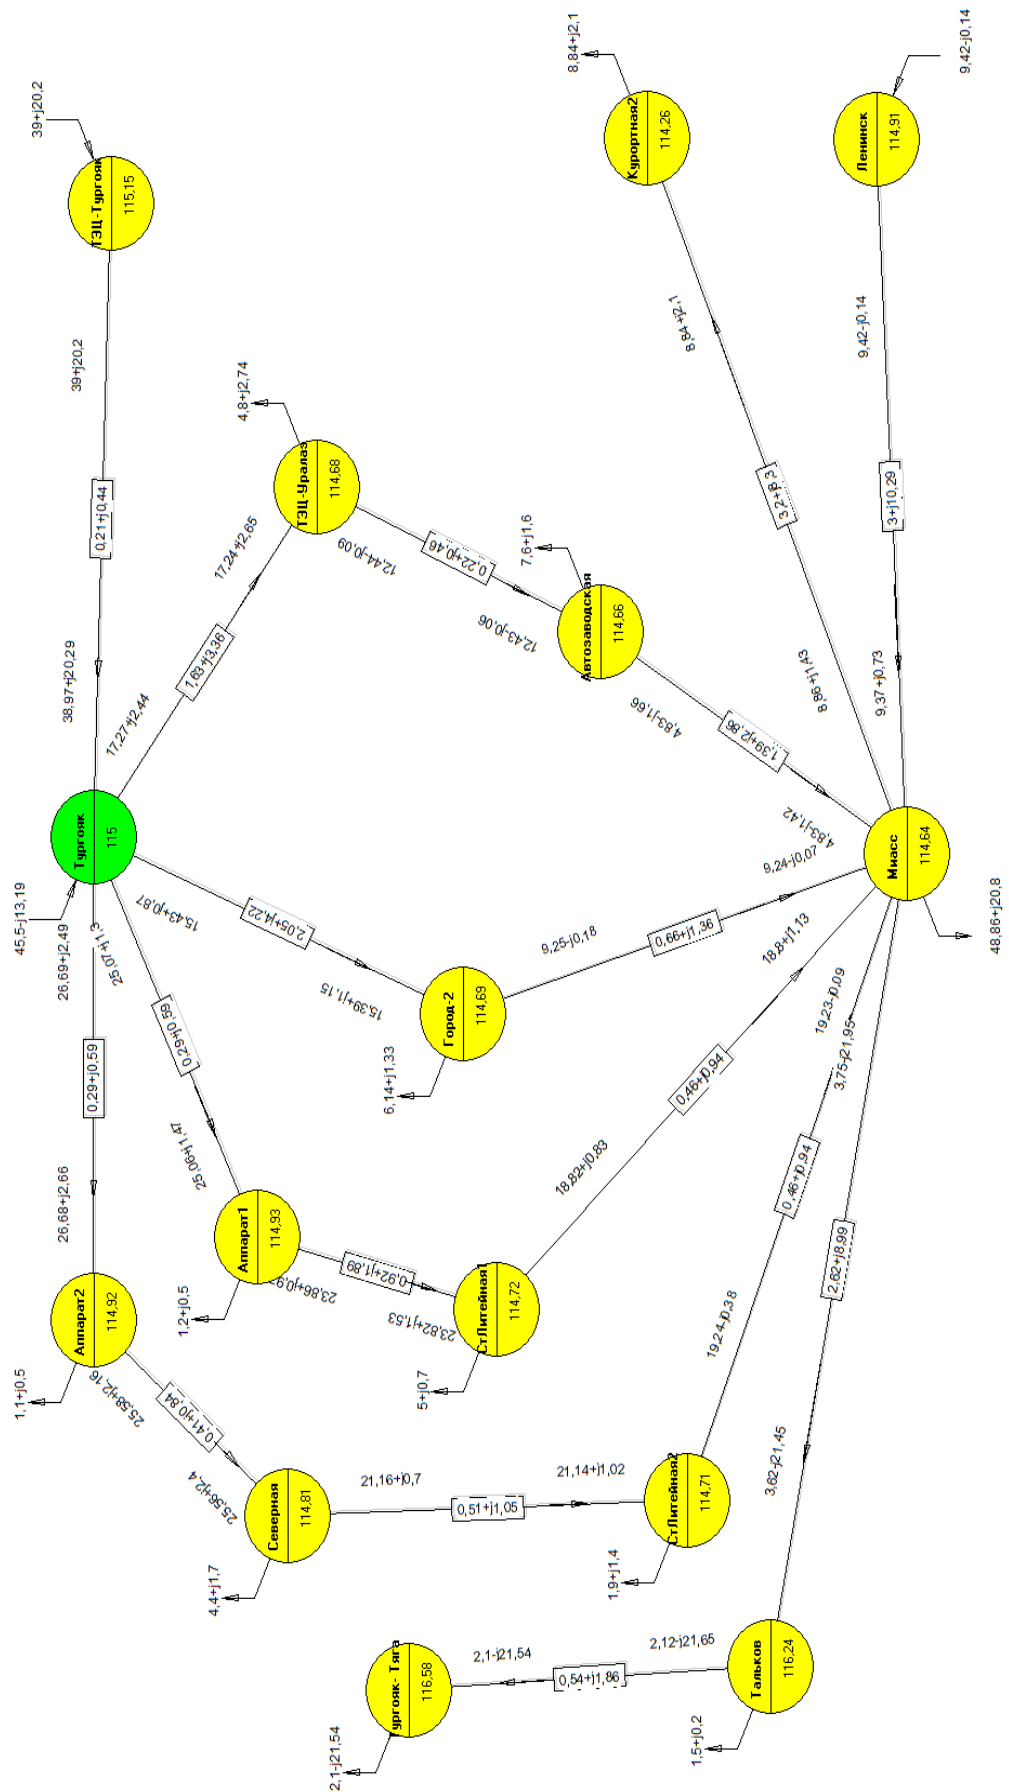 39+j20,2
ТЭЦ-Тургояк
115,15
39+j20,2
0,21+j0,44
38,97+j20,29
8,84+j2,1
Курортная2
114,26
8,84+j2,1
3,2+j8,3
8,86+j1,43
9,42-j0,14
Ленинск
114,91
9,42-j0,14
3+j10,29
9,37+j0,73
4,8+j2,74
114,68
17,24+j2,65
1,63+j3,36
17,27+j2,44
12,44-j0,09
0,22+j0,46
12,43-j0,06
7,6+j1,6
Автозаводская
114,66
4,83-j1,66
1,39+j2,86
4,83-j1,42
45,5-j13,19
Тургояк
115
15,43+j0,87
2,05+j4,22
15,39+j1,15
6,14+j1,33
Город-2
114,69
9,25-j0,18
0,66+j1,36
9,24-j0,07
Миасс
114,64
48,86+j20,8
26,69+j2,49
0,29+j0,59
26,68+j2,66
25,07+j1,3
0,29+j0,59
25,06+j1,47
1,1+j0,5
Аппарат2
114,92
1,2+j0,5
Аппарат1
114,93
0,92+j1,89
23,82+j1,53
5+j0,7
СтЛитейная1
114,72
18,82+j0,83
0,46+j0,94
18,8+j1,13
25,58+j2,16
0,41+j0,84
25,56+j2,4
4,4+j1,7
Северная
114,81
21,16+j0,7
0,51+j1,05
21,14+j1,02
1,9+j1,4
СтЛитейная2
114,71
19,24-j0,38
0,46+j0,94
19,23-j0,09
3,75-j21,95
2,62+j8,99
3,62-j21,45
1,5+j0,2
Тальков
116,24
2,12-j21,65
0,54+j1,86
2,1-j21,54
2,1-j21,54
ургояк- Тяга
116,58